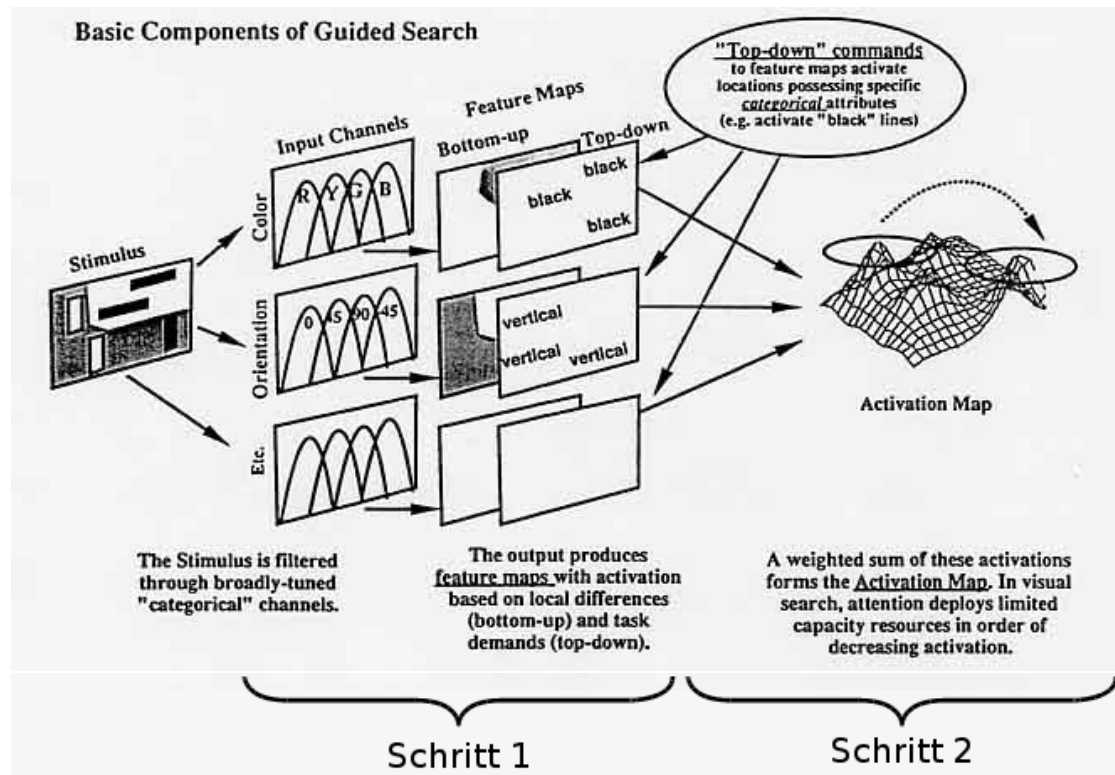 Basic Components of Guided Search
"Top-down" commands
to feature maps activate
locations possessing specific
categorical attributes
(e.g. activate "black" lines)
Feature Maps
Input Channels
Bottom-up
Top-down
Stimulus
Color
R Y G B
black
black
black
Orientation
0 45 90 -45
vertical
vertical
vertical
Etc.
Activation Map
The Stimulus is filtered
through broadly-tuned
"categorical" channels.
The output produces
feature maps with activation
based on local differences
(bottom-up) and task
demands (top-down).
A weighted sum of these activations
forms the Activation Map. In visual
search, attention deploys limited
capacity resources in order of
decreasing activation.
Schritt 1
Schritt 2